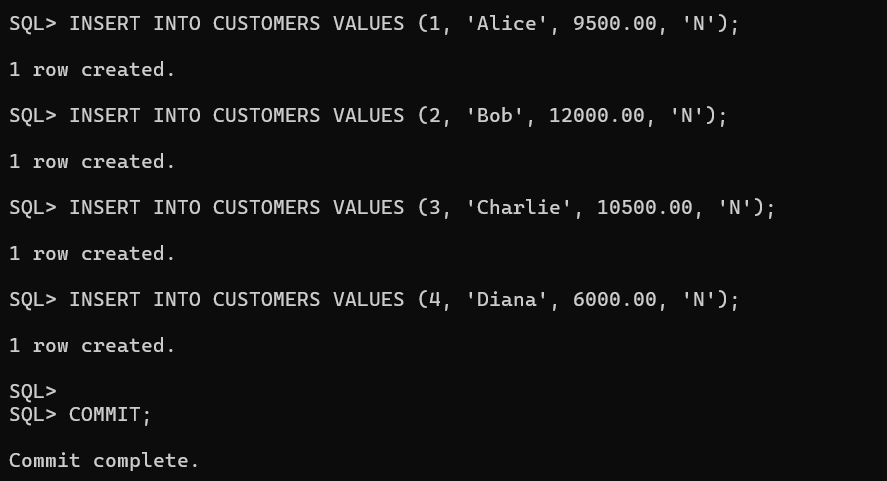 SQL> INSERT INTO CUSTOMERS VALUES (1, 'Alice', 9500.00, 'N');
1 row created.
SQL> INSERT INTO CUSTOMERS VALUES (2, 'Bob', 12000.00, 'N');
1 row created.
SQL> INSERT INTO CUSTOMERS VALUES (3, 'Charlie', 10500.00, 'N');
1 row created.
SQL> INSERT INTO CUSTOMERS VALUES (4, 'Diana', 6000.00, 'N');
1 row created.
SQL>
SQL> COMMIT;
Commit complete.